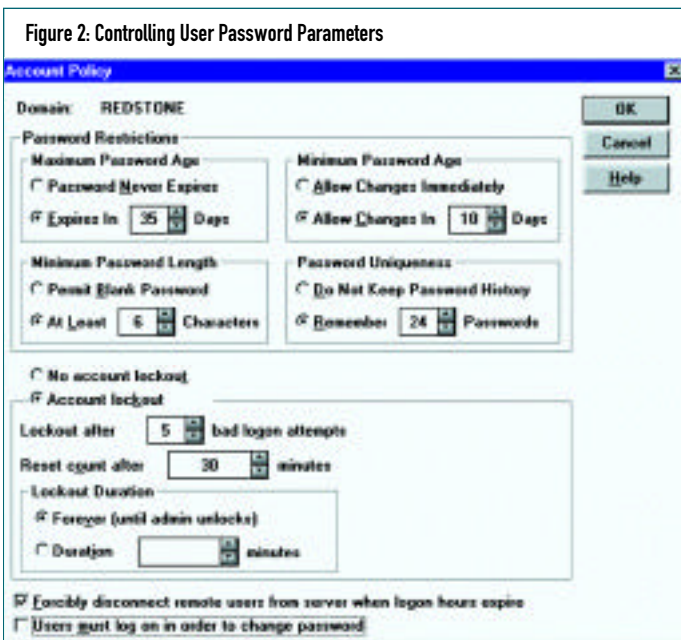 Figure 2: Controlling User Password Parameters
Account Policy
Domain: REDSTONE
OK
Cancel
Help
Password Restrictions
Maximum Password Age
Password Never Expires
Expires In 35 Days
Minimum Password Age
Allow Changes Immediately
Allow Changes In 10 Days
Minimum Password Length
Permit Blank Password
At Least 6 Characters
Password Uniqueness
Do Not Keep Password History
Remember 24 Passwords
No account lockout
Account lockout
Lockout after 5 bad logon attempts
Reset count after 30 minutes
Lockout Duration
Forever (until admin unlocks)
Duration minutes
Forcibly disconnect remote users from server when logon hours expire
Users must log on in order to change password